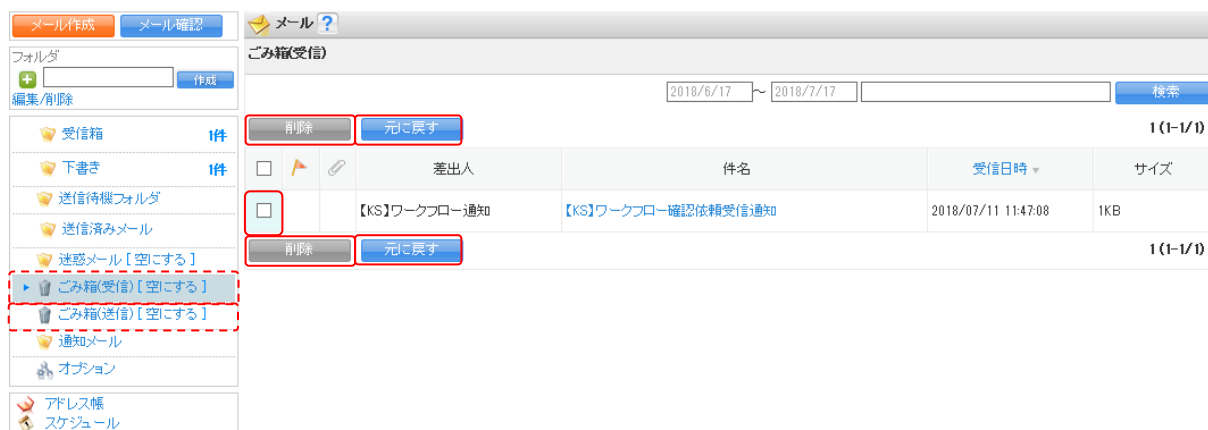 メール作成 メール確認
フォルダ
作成
編集/削除
受信箱 1件
下書き 1件
送信待機フォルダ
送信済みメール
迷惑メール [ 空にする ]
ごみ箱(受信) [ 空にする ]
ごみ箱(送信) [ 空にする ]
通知メール
オプション
アドレス帳
スケジュール
メール ?
ごみ箱(受信)
2018/6/17 ~ 2018/7/17 検索
削除 元に戻す 1 (1-1/1)
差出人 件名 受信日時 ▼ サイズ
【KS】ワークフロー通知 【KS】ワークフロー確認依頼受信通知 2018/07/11 11:47:08 1KB
削除 元に戻す 1 (1-1/1)